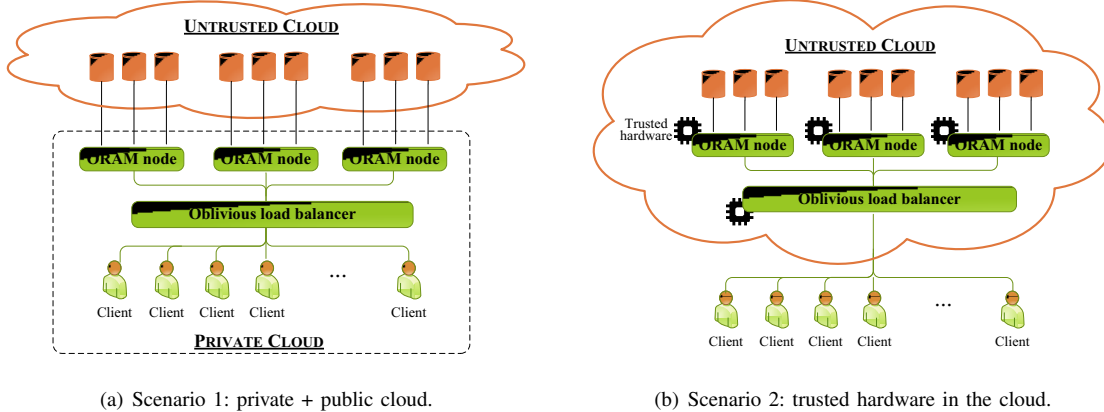 UNTRUSTED CLOUD
ORAM node ORAM node ORAM node
Oblivious load balancer
...
Client Client Client Client Client
PRIVATE CLOUD
(a) Scenario 1: private + public cloud.
UNTRUSTED CLOUD
Trusted
hardware
ORAM node ORAM node ORAM node
Oblivious load balancer
...
Client Client Client Client Client
(b) Scenario 2: trusted hardware in the cloud.